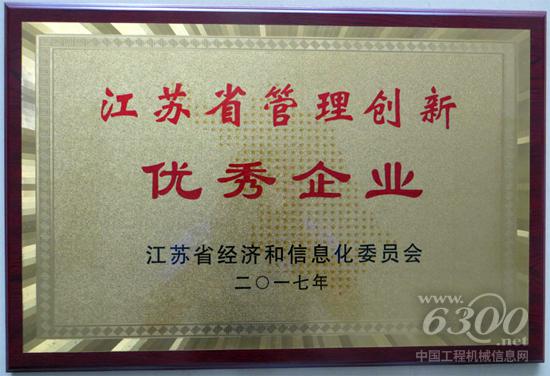 江苏省管理创新
优秀企业
江苏省经济和信息化委员会
二〇一七年
www.
6300
.net
中国工程机械信息网